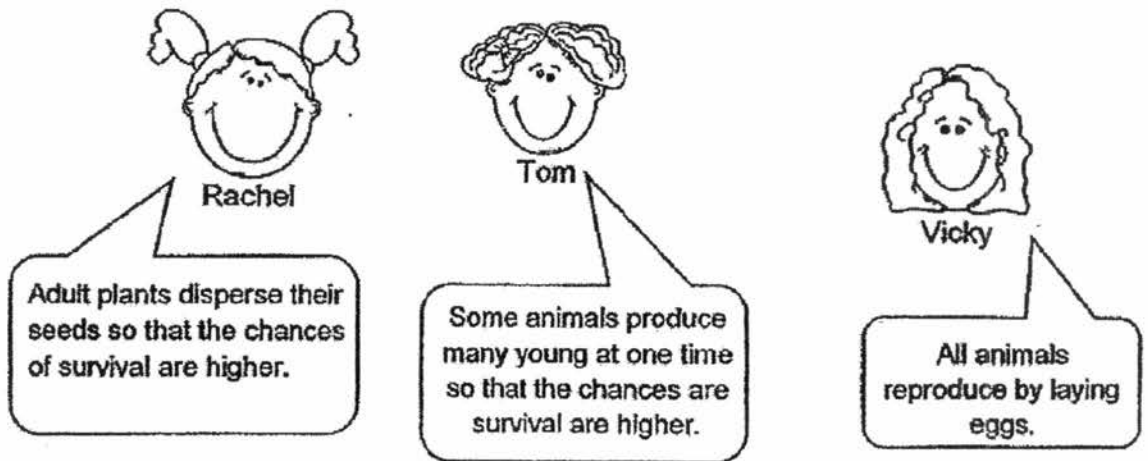 Rachel
Tom
Vicky
Adult plants disperse their
seeds so that the chances
of survival are higher.
Some animals produce
many young at one time
so that the chances are
survival are higher.
All animals
reproduce by laying
eggs.